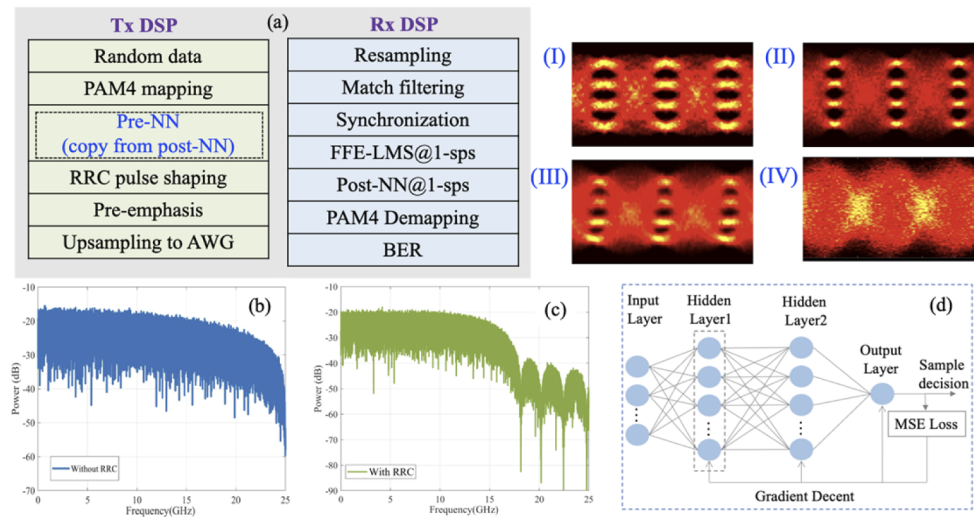 Tx DSP
(a)
Rx DSP
Random data
PAM4 mapping
Pre-NN
(copy from post-NN)
RRC pulse shaping
Pre-emphasis
Upsampling to AWG
Resampling
Match filtering
Synchronization
FFE-LMS@1-sps
Post-NN@1-sps
PAM4 Demapping
BER
(I)
(II)
(III)
(IV)
(b)
-10
-20
-30
-40
-50
-60
-70
Power (dB)
0
5
10
15
20
25
Frequency(GHz)
Without RRC
(c)
-10
-20
-30
-40
-50
-60
-70
-80
-90
Power (dB)
0
5
10
15
20
25
Frequency(GHz)
With RRC
(d)
Input
Layer
Hidden
Layer1
Hidden
Layer2
Output
Layer
Sample
decision
MSE Loss
Gradient Decent